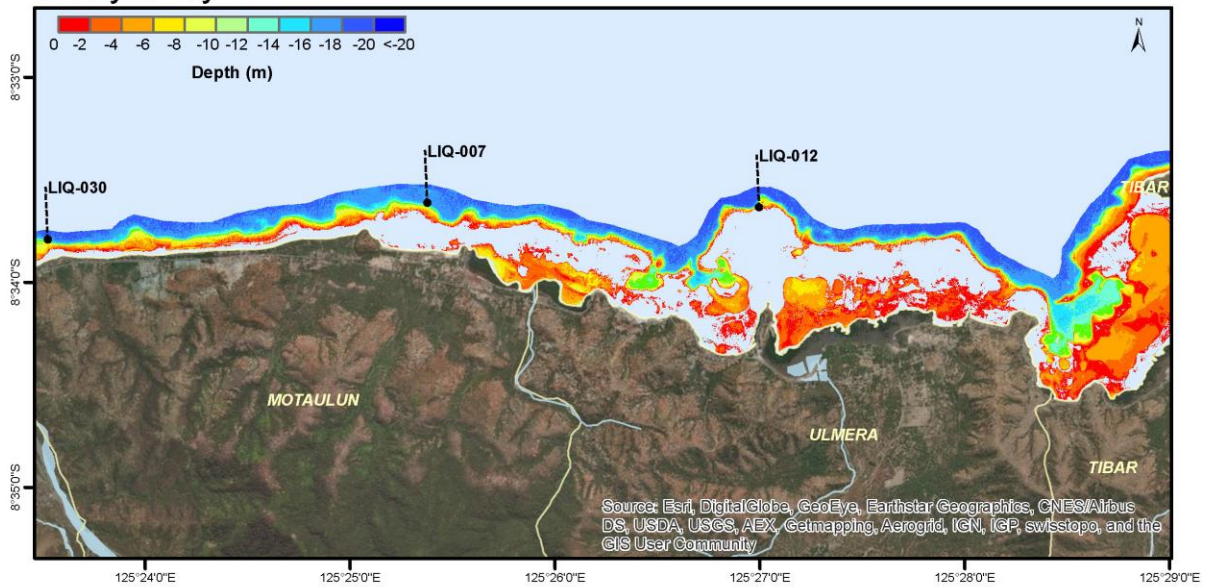 0 -2 -4 -6 -8 -10 -12 -14 -16 -18 -20 <-20
Depth (m)
N
8°33'0"S
8°34'0"S
8°35'0"S
LIQ-030
LIQ-007
LIQ-012
TIBAR
MOTAULUN
ULMERA
TIBAR
Source: Esri, DigitalGlobe, GeoEye, Earthstar Geographics, CNES/Airbus
DS, USDA, USGS, AEX, Getmapping, Aerogrid, IGN, IGP, swisstopo, and the
GIS User Community
125°24'0"E 125°25'0"E 125°26'0"E 125°27'0"E 125°28'0"E 125°29'0"E